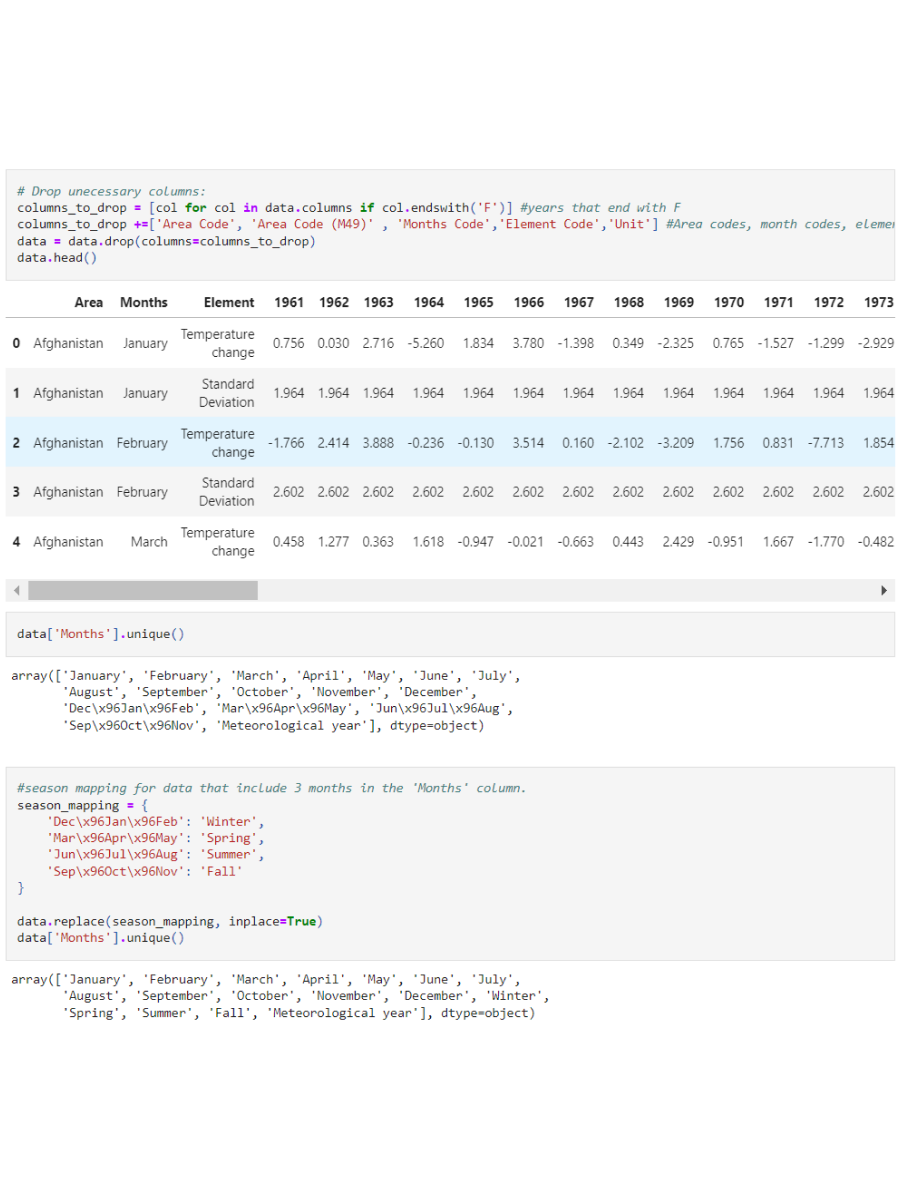 # Drop unecessary columns:
columns_to_drop = [col for col in data.columns if col.endswith('F')] #years that end with F
columns_to_drop +=['Area Code', 'Area Code (M49)' , 'Months Code','Element Code','Unit'] #Area codes, month codes, elemen
data = data.drop(columns=columns_to_drop)
data.head()
Area Months Element 1961 1962 1963 1964 1965 1966 1967 1968 1969 1970 1971 1972 1973
0 Afghanistan January Temperature change 0.756 0.030 2.716 -5.260 1.834 3.780 -1.398 0.349 -2.325 0.765 -1.527 -1.299 -2.929
1 Afghanistan January Standard Deviation 1.964 1.964 1.964 1.964 1.964 1.964 1.964 1.964 1.964 1.964 1.964 1.964 1.964
2 Afghanistan February Temperature change -1.766 2.414 3.888 -0.236 -0.130 3.514 0.160 -2.102 -3.209 1.756 0.831 -7.713 1.854
3 Afghanistan February Standard Deviation 2.602 2.602 2.602 2.602 2.602 2.602 2.602 2.602 2.602 2.602 2.602 2.602 2.602
4 Afghanistan March Temperature change 0.458 1.277 0.363 1.618 -0.947 -0.021 -0.663 0.443 2.429 -0.951 1.667 -1.770 -0.482
data['Months'].unique()
array(['January', 'February', 'March', 'April', 'May', 'June', 'July',
'August', 'September', 'October', 'November', 'December',
'Dec\x96Jan\x96Feb', 'Mar\x96Apr\x96May', 'Jun\x96Jul\x96Aug',
'Sep\x96Oct\x96Nov', 'Meteorological year'], dtype=object)
#season mapping for data that include 3 months in the 'Months' column.
season_mapping = {
'Dec\x96Jan\x96Feb': 'Winter',
'Mar\x96Apr\x96May': 'Spring',
'Jun\x96Jul\x96Aug': 'Summer',
'Sep\x96Oct\x96Nov': 'Fall'
}
data.replace(season_mapping, inplace=True)
data['Months'].unique()
array(['January', 'February', 'March', 'April', 'May', 'June', 'July',
'August', 'September', 'October', 'November', 'December', 'Winter',
'Spring', 'Summer', 'Fall', 'Meteorological year'], dtype=object)